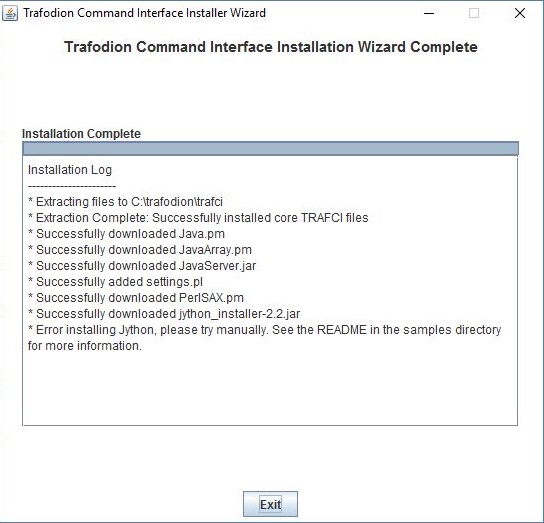 Trafodion Command Interface Installer Wizard
Trafodion Command Interface Installation Wizard Complete
Installation Complete
Installation Log
----------------------
* Extracting files to C:\trafodion\trafci
* Extraction Complete: Successfully installed core TRAFCI files
* Successfully downloaded Java.pm
* Successfully downloaded JavaArray.pm
* Successfully downloaded JavaServer.jar
* Successfully added settings.pl
* Successfully downloaded PerlSAX.pm
* Successfully downloaded jython_installer-2.2.jar
* Error installing Jython, please try manually. See the README in the samples directory
for more information.
Exit